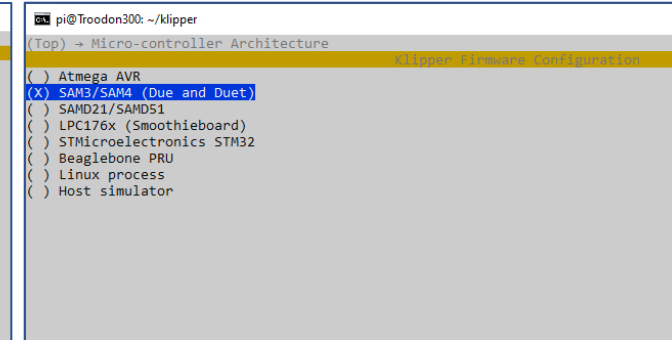 pi@Troodon300: ~/klipper
(Top) → Micro-controller Architecture
Klipper Firmware Configuration
( ) Atmega AVR
(X) SAM3/SAM4 (Due and Duet)
( ) SAMD21/SAMD51
( ) LPC176x (Smoothieboard)
( ) STMicroelectronics STM32
( ) Beaglebone PRU
( ) Linux process
( ) Host simulator